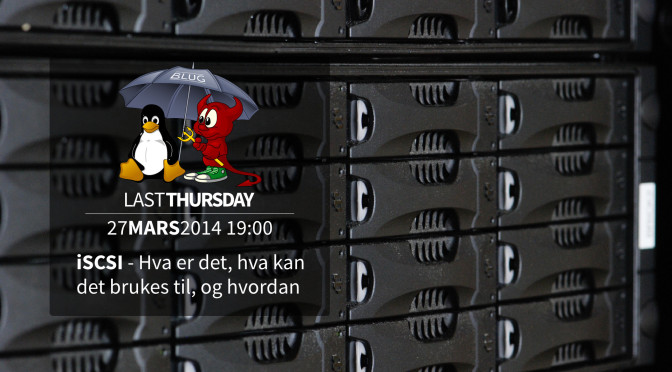 BLUG
LASTTHURSDAY
27MARS2014 19:00
iSCSI - Hva er det, hva kan
det brukes til, og hvordan